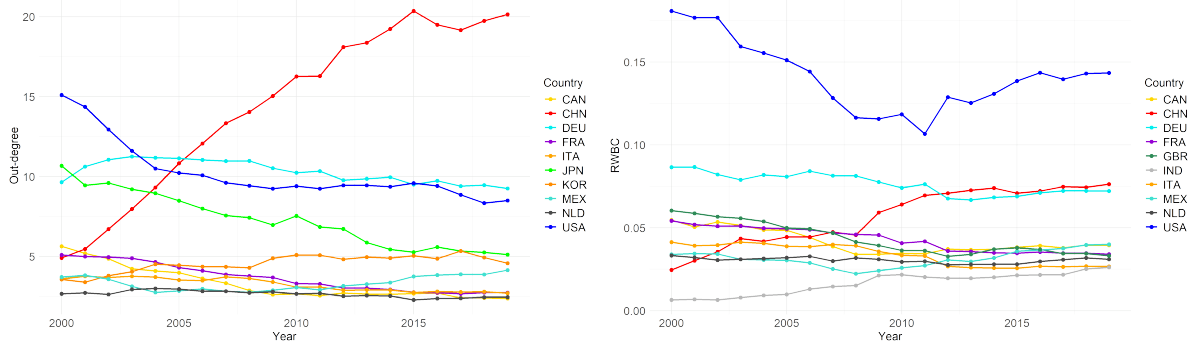 20
15
10
5
2000
2005
2010
2015
Year
Out-degree
Country
CAN
CHN
DEU
FRA
ITA
JPN
KOR
MEX
NLD
USA
0.15
0.10
0.05
0.00
2000
2005
2010
2015
Year
RWBC
Country
CAN
CHN
DEU
FRA
GBR
IND
ITA
MEX
NLD
USA